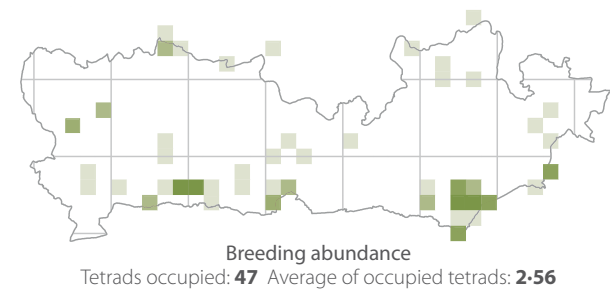 Breeding abundance
Tetrads occupied: 47 Average of occupied tetrads: 2·56